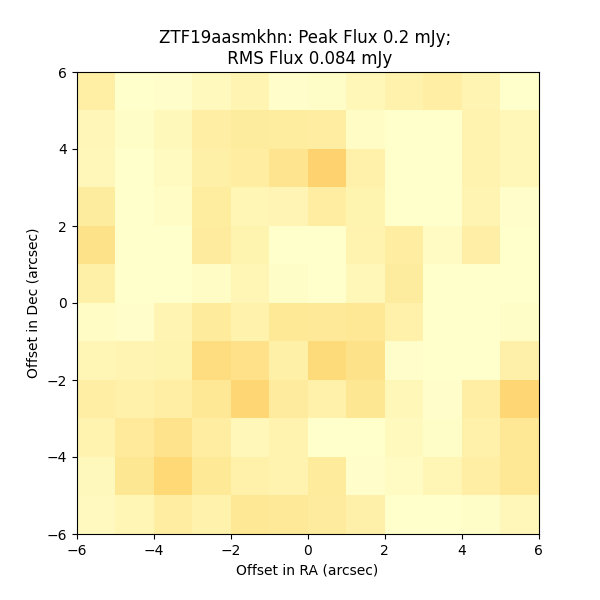 ZTF19aasmkhn: Peak Flux 0.2 mJy;
RMS Flux 0.084 mJy
6
4
2
0
−2
−4
−6
Offset in Dec (arcsec)
−6 −4 −2 0 2 4 6
Offset in RA (arcsec)